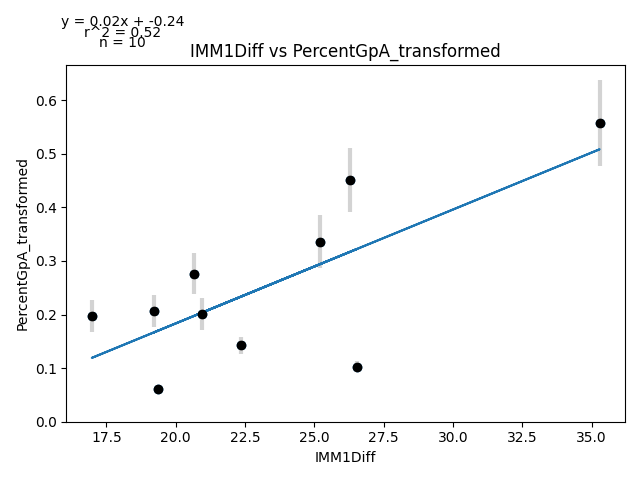 y = 0.02x + -0.24
r^2 = 0.52
n = 10
IMM1Diff vs PercentGpA_transformed
PercentGpA_transformed
0.6
0.5
0.4
0.3
0.2
0.1
0.0
17.5 20.0 22.5 25.0 27.5 30.0 32.5 35.0
IMM1Diff